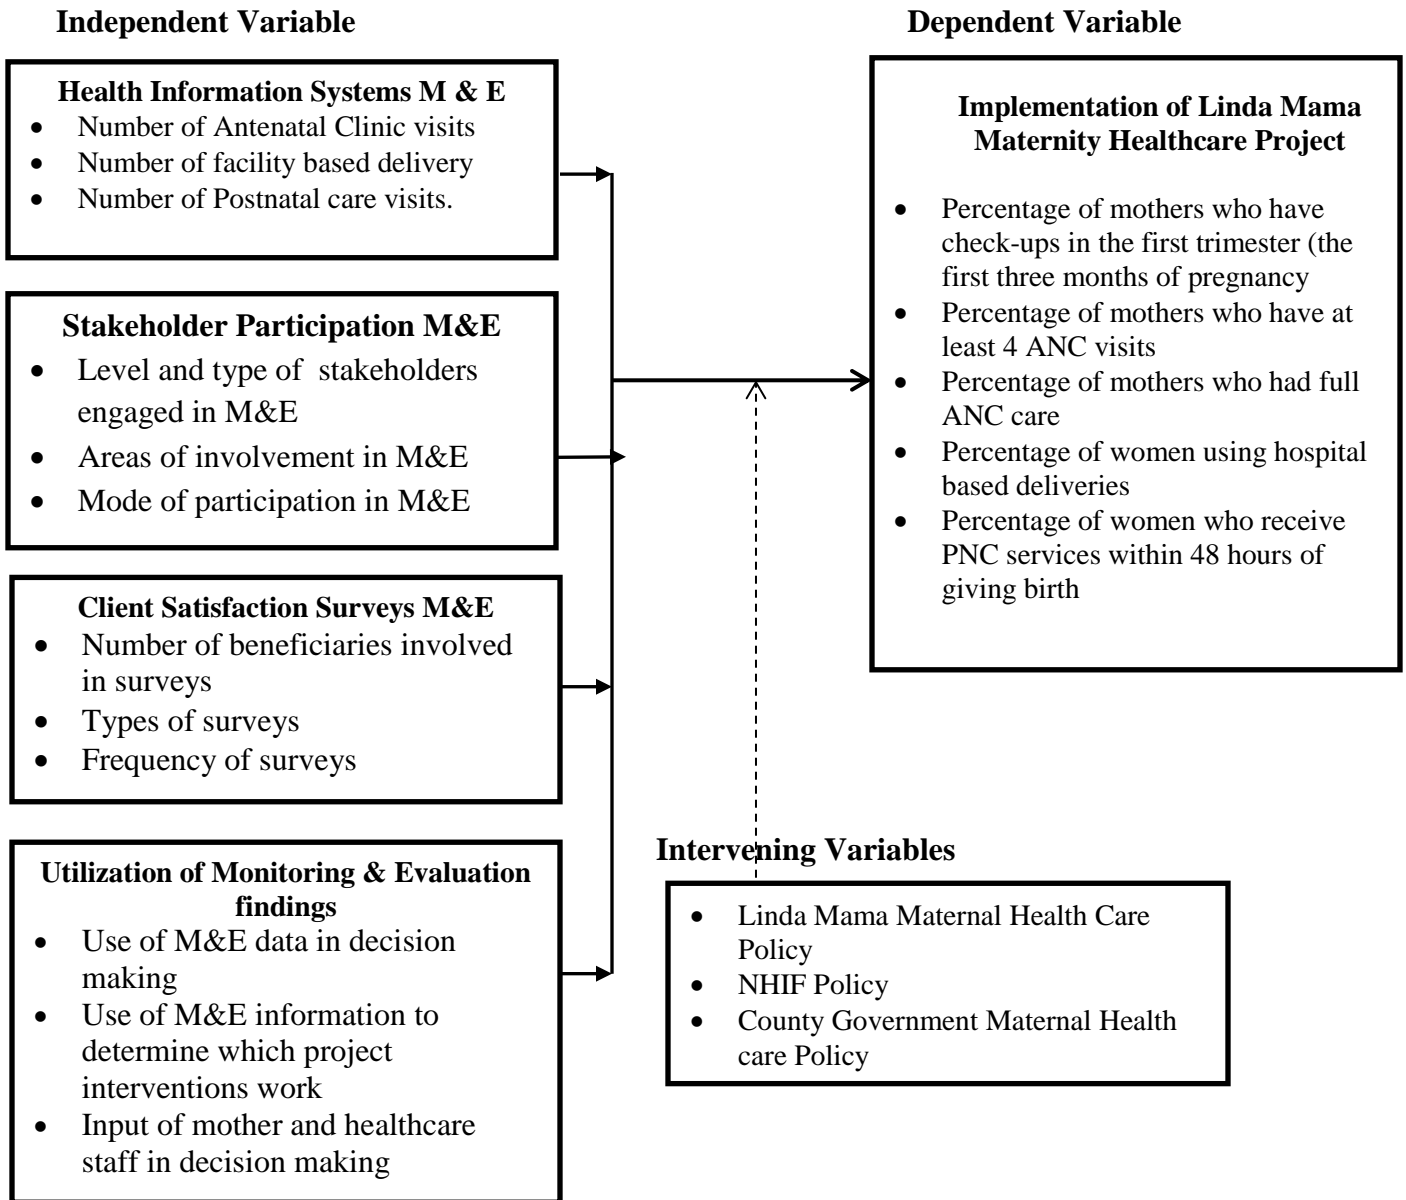 Independent Variable
Health Information Systems M & E
• Number of Antenatal Clinic visits
• Number of facility based delivery
• Number of Postnatal care visits.
Stakeholder Participation M&E
• Level and type of stakeholders
engaged in M&E
• Areas of involvement in M&E
• Mode of participation in M&E
Client Satisfaction Surveys M&E
• Number of beneficiaries involved
in surveys
• Types of surveys
• Frequency of surveys
Utilization of Monitoring & Evaluation
findings
• Use of M&E data in decision
making
• Use of M&E information to
determine which project
interventions work
• Input of mother and healthcare
staff in decision making
Dependent Variable
Implementation of Linda Mama
Maternity Healthcare Project
• Percentage of mothers who have
check-ups in the first trimester (the
first three months of pregnancy
• Percentage of mothers who have at
least 4 ANC visits
• Percentage of mothers who had full
ANC care
• Percentage of women using hospital
based deliveries
• Percentage of women who receive
PNC services within 48 hours of
giving birth
Intervening Variables
• Linda Mama Maternal Health Care
Policy
• NHIF Policy
• County Government Maternal Health
care Policy